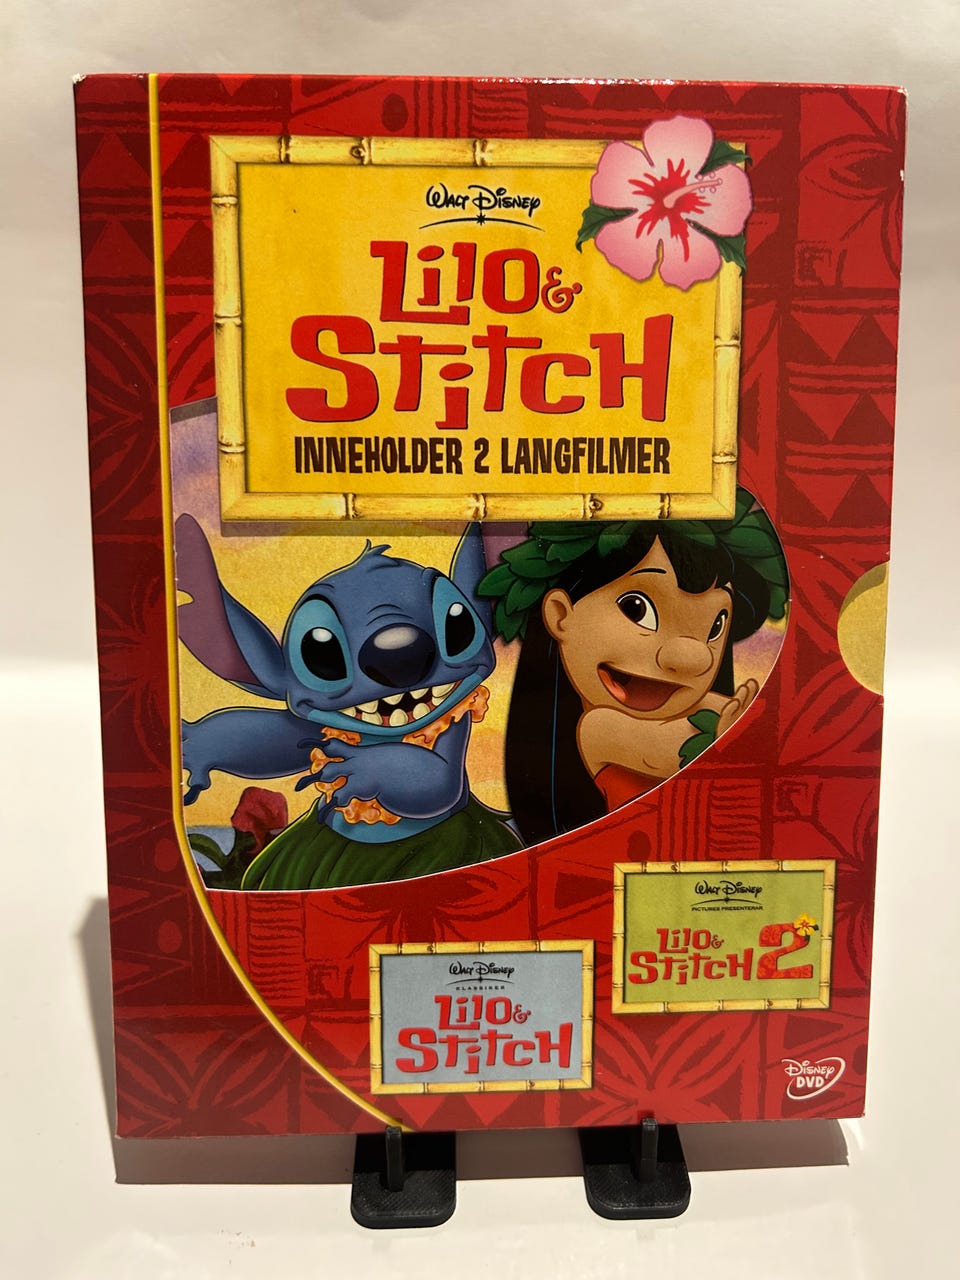 Walt Disney
Lilo &
Stitch
INNEHOLDER 2 LANGFILMER
Walt Disney
PICTURES PRESENTERAR
Lilo &
Stitch 2
Walt Disney
KLASSIKER
Lilo &
Stitch
Disney
DVD